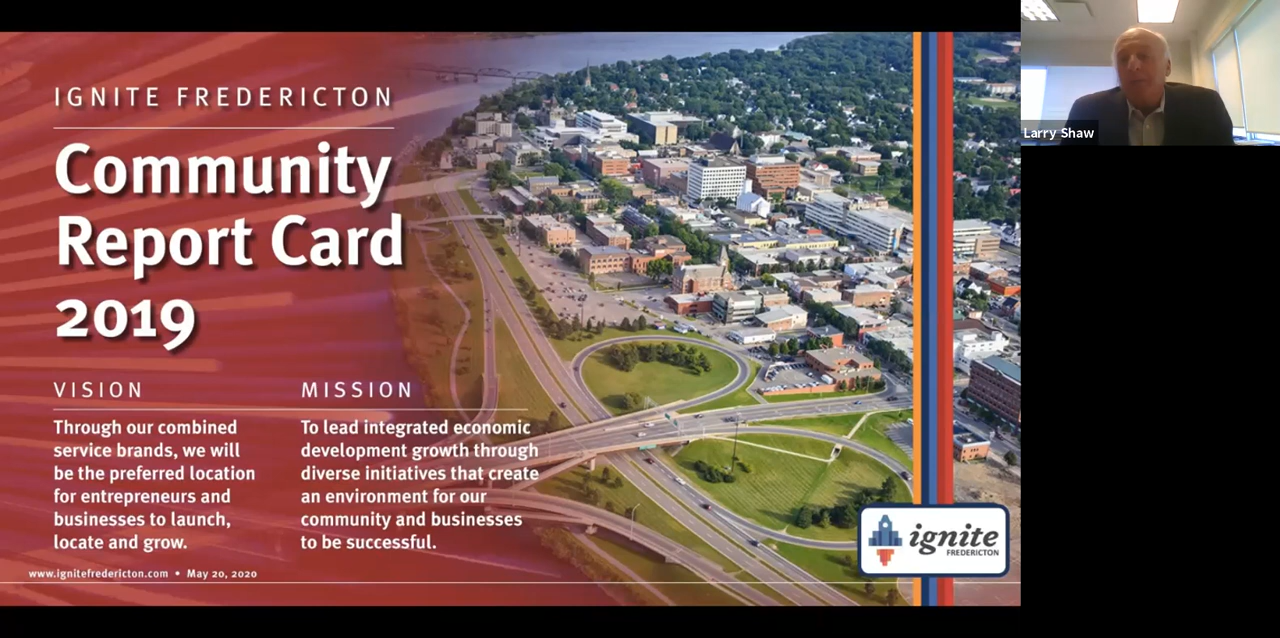 IGNITE FREDERICTON
Community
Report Card
2019
VISION
Through our combined
service brands, we will
be the preferred location
for entrepreneurs and
businesses to launch,
locate and grow.
MISSION
To lead integrated economic
development growth through
diverse initiatives that create
an environment for our
community and businesses
to be successful.
www.ignitefredericton.com • May 20, 2020
ignite
FREDERICTON
Larry Shaw